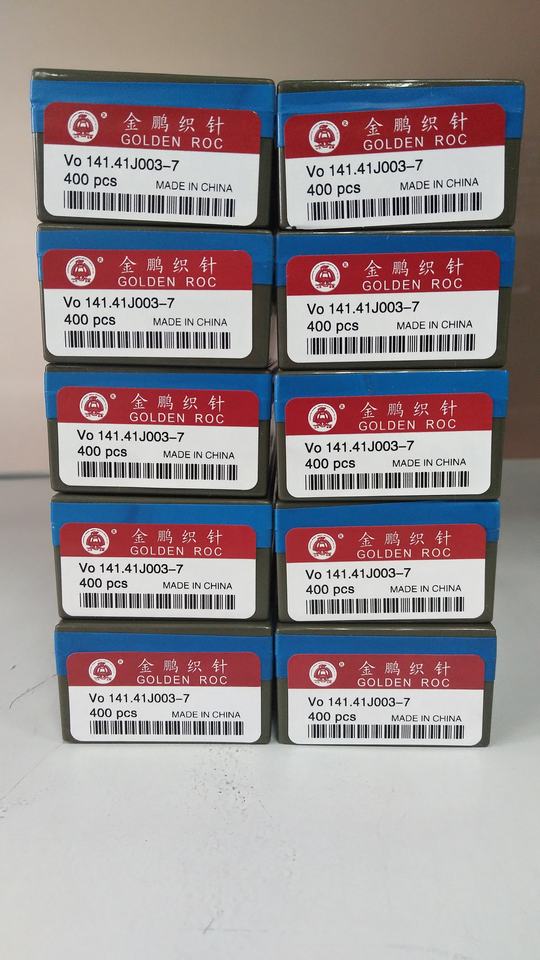 金鹏织针
GOLDEN ROC
Vo 141.41J003-7
400 pcs MADE IN CHINA
金鹏织针
GOLDEN ROC
Vo 141.41J003-7
400 pcs MADE IN CHINA
金鹏织针
GOLDEN ROC
Vo 141.41J003-7
400 pcs MADE IN CHINA
金鹏织针
GOLDEN ROC
Vo 141.41J003-7
400 pcs MADE IN CHINA
金鹏织针
GOLDEN ROC
Vo 141.41J003-7
400 pcs MADE IN CHINA
金鹏织针
GOLDEN ROC
Vo 141.41J003-7
400 pcs MADE IN CHINA
金鹏织针
GOLDEN ROC
Vo 141.41J003-7
400 pcs MADE IN CHINA
金鹏织针
GOLDEN ROC
Vo 141.41J003-7
400 pcs MADE IN CHINA
金鹏织针
GOLDEN ROC
Vo 141.41J003-7
400 pcs MADE IN CHINA
金鹏织针
GOLDEN ROC
Vo 141.41J003-7
400 pcs MADE IN CHINA